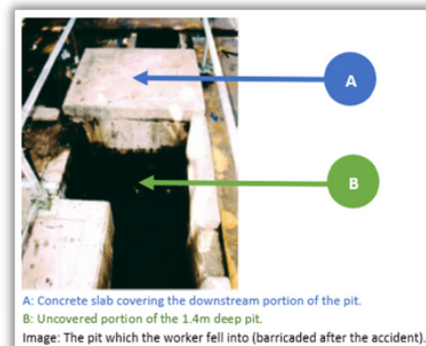 A
B
A: Concrete slab covering the downstream portion of the pit.
B: Uncovered portion of the 1.4m deep pit.
Image: The pit which the worker fell into (barricaded after the accident).